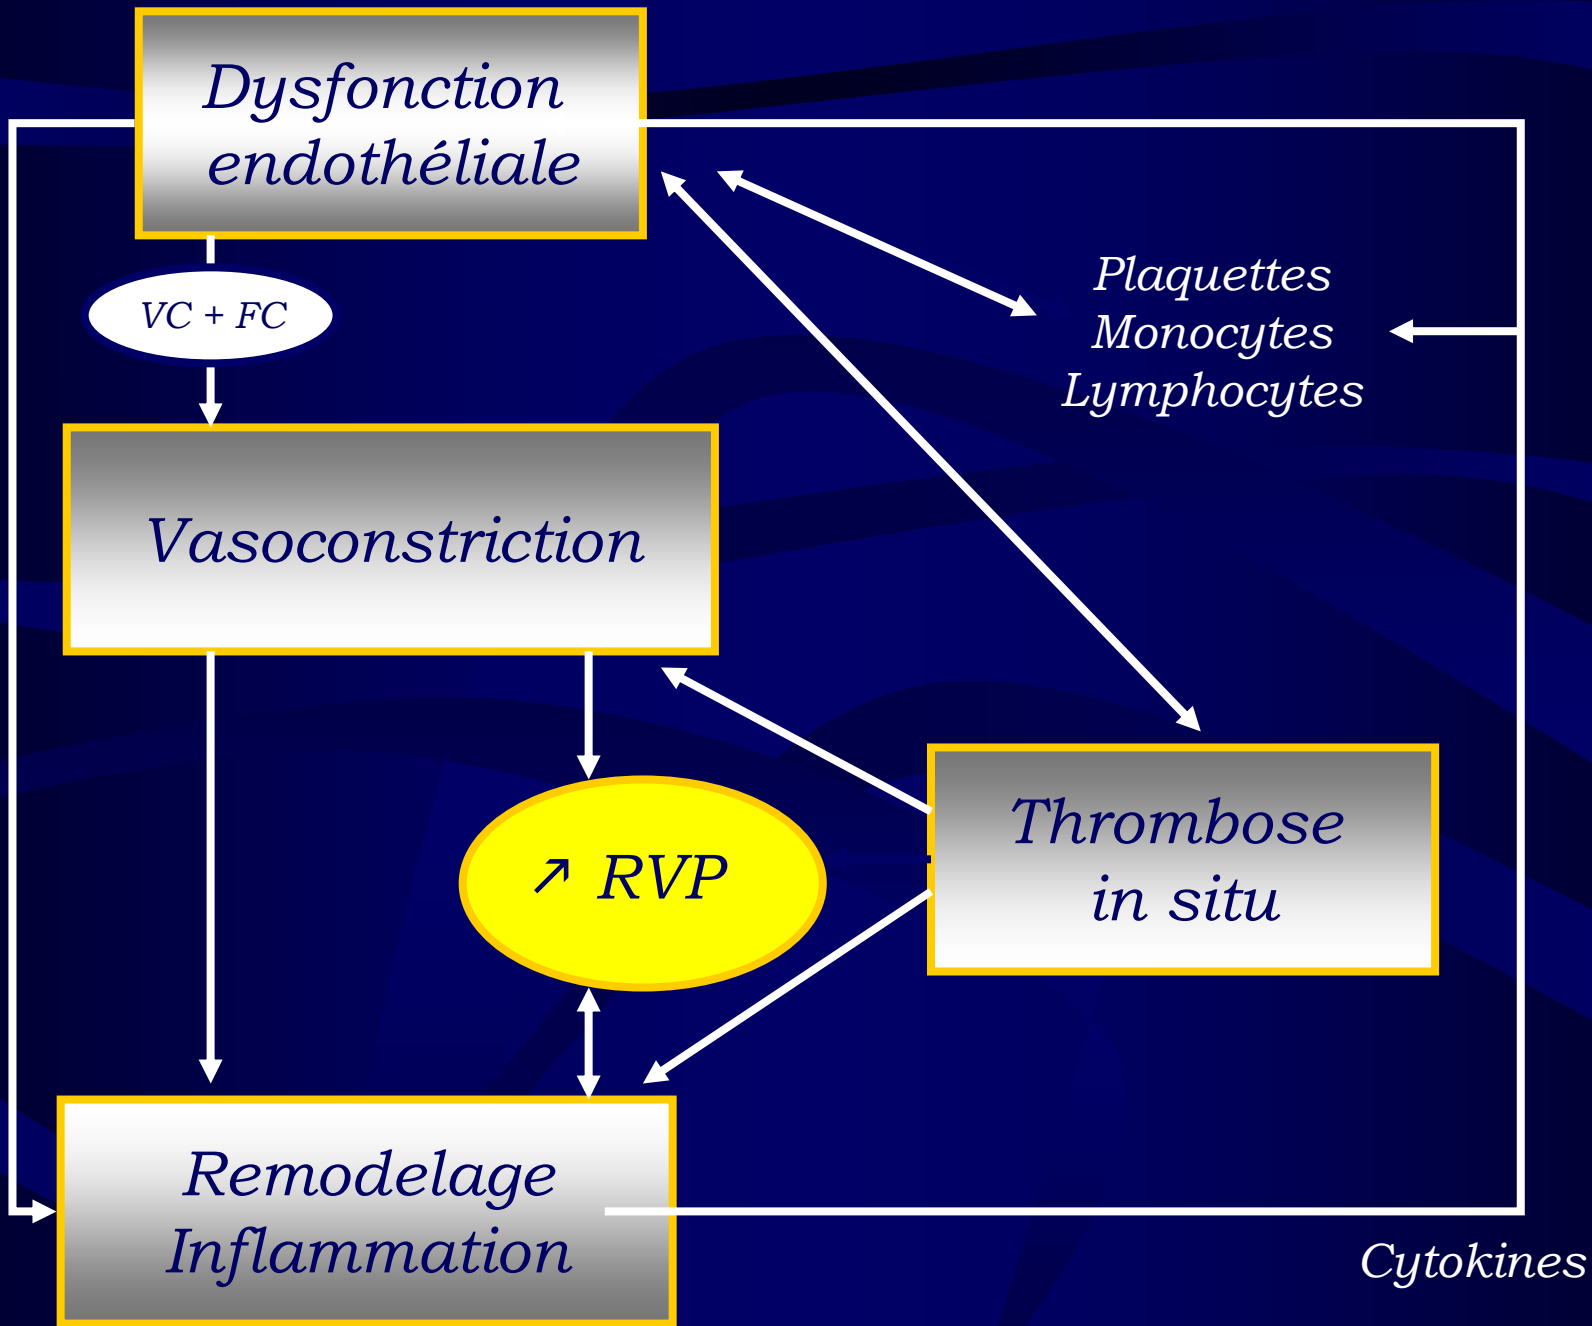 Dysfonction
endothéliale
VC + FC
Plaquettes
Monocytes
Lymphocytes
Vasoconstriction
↗ RVP
Thrombose
in situ
Remodelage
Inflammation
Cytokines